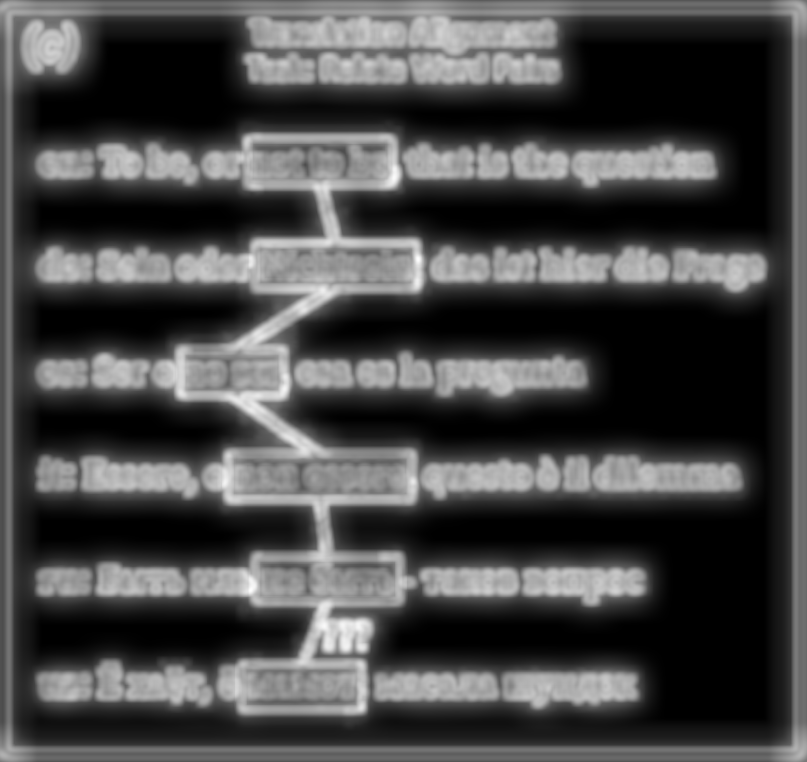 (c)
Translation Alignment
Task: Relate Word Pairs
en: To be, or not to be, that is the question
de: Sein oder Nichtsein, das ist hier die Frage
es: Ser o no ser, esa es la pregunta
it: Essere, o non essere, questo è il dilemma
ru: Быть или не быть - таков вопрос
???